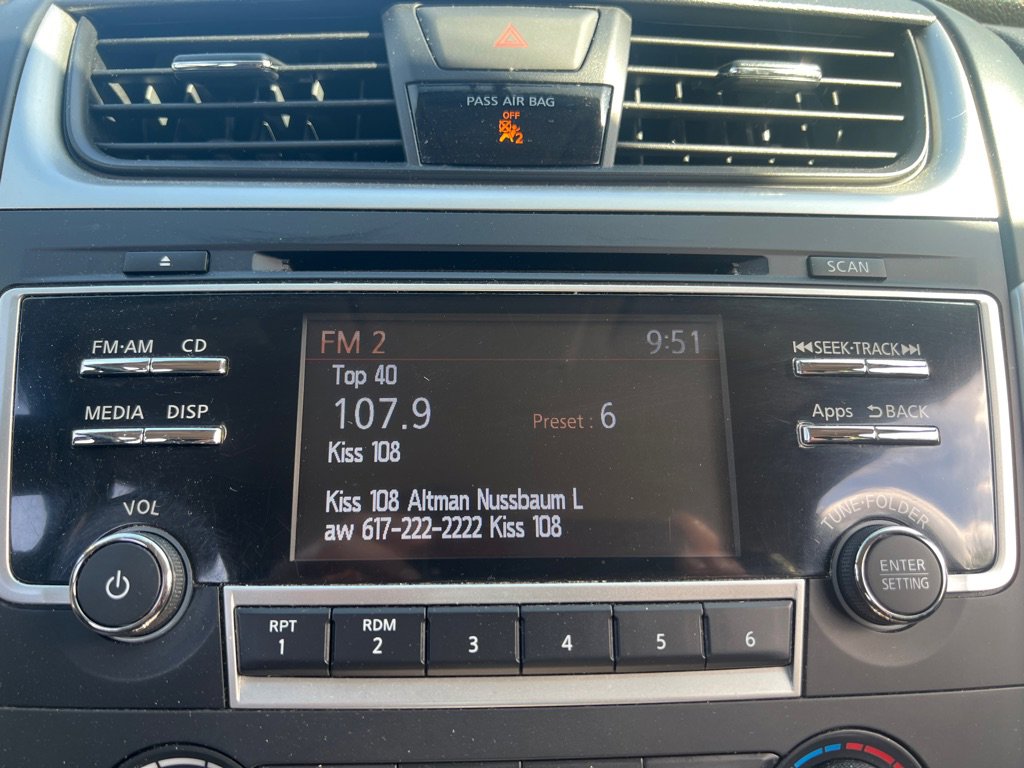 PASS AIR BAG
OFF
2
SCAN
FM·AM CD
MEDIA DISP
VOL
FM 2 9:51
Top 40
107.9 Preset : 6
Kiss 108
Kiss 108 Altman Nussbaum L
aw 617-222-2222 Kiss 108
SEEK·TRACK
Apps BACK
TUNE·FOLDER
ENTER
SETTING
RPT RDM
1 2 3 4 5 6